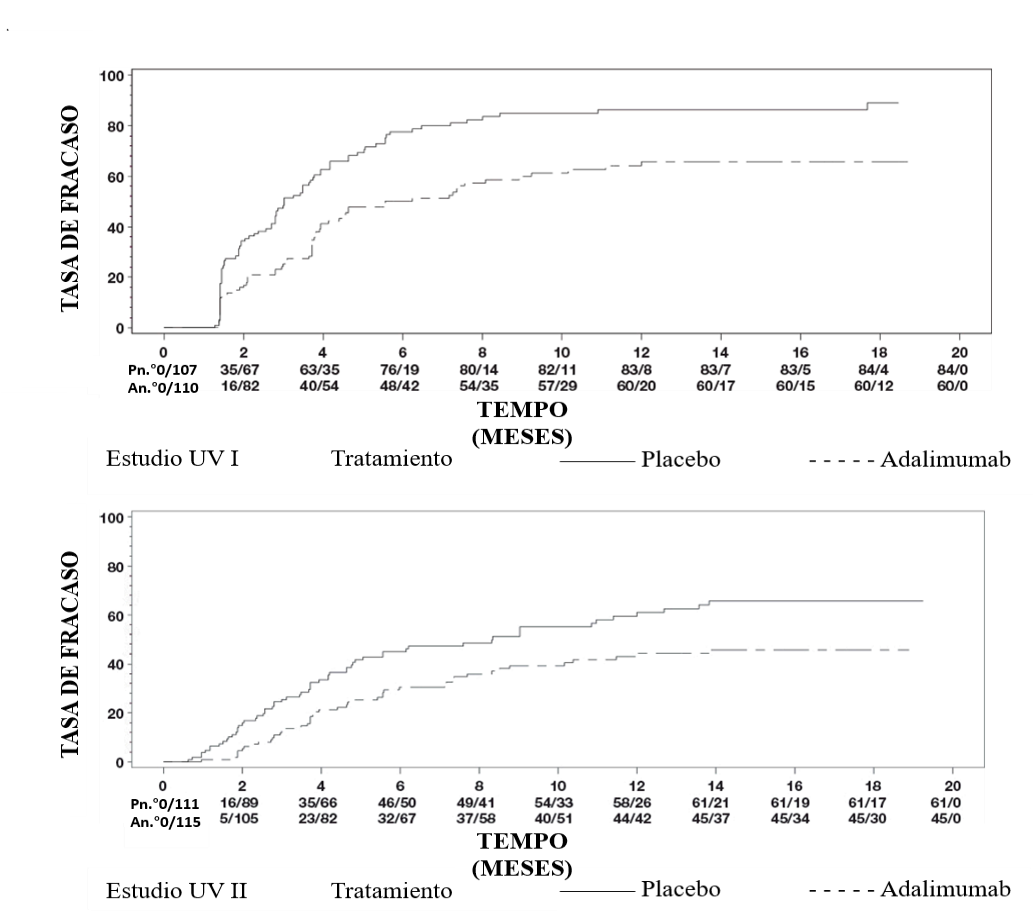 .
100
80
60
40
20
0
TASA DE FRACASO
0 2 4 6 8 10 12 14 16 18 20
Pn.°0/107 35/67 63/35 76/19 80/14 82/11 83/8 83/7 83/5 84/4 84/0
An.°0/110 16/82 40/54 48/42 54/35 57/29 60/20 60/17 60/15 60/12 60/0
TEMPO
(MESES)
Estudio UV I Tratamiento Placebo Adalimumab
100
80
60
40
20
0
TASA DE FRACASO
0 2 4 6 8 10 12 14 16 18 20
Pn.°0/111 16/89 35/66 46/50 49/41 54/33 58/26 61/21 61/19 61/17 61/0
An.°0/115 5/105 23/82 32/67 37/58 40/51 44/42 45/37 45/34 45/30 45/0
TEMPO
(MESES)
Estudio UV II Tratamiento Placebo Adalimumab